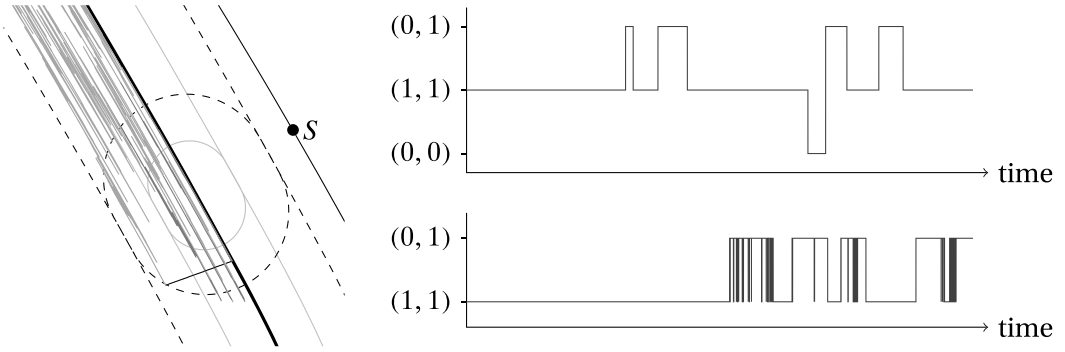 S
(0, 1)
(1, 1)
(0, 0)
time
(0, 1)
(1, 1)
time